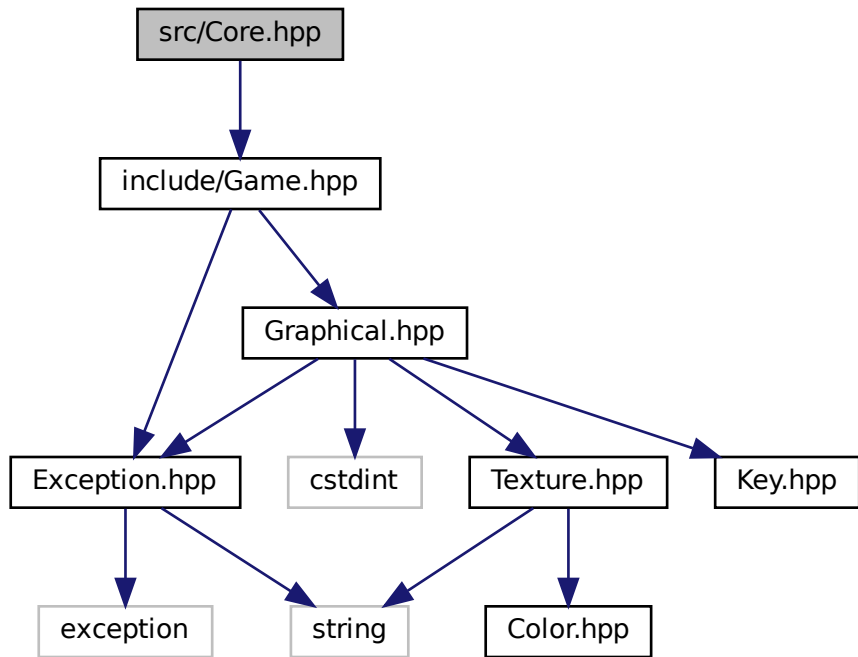 src/Core.hpp
include/Game.hpp
Graphical.hpp
Exception.hpp
cstdint
Texture.hpp
Key.hpp
exception
string
Color.hpp